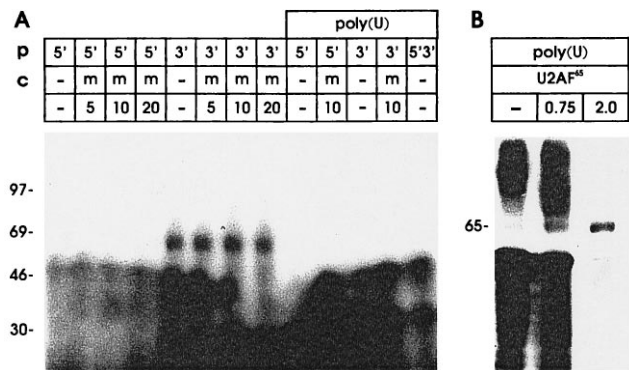 A
poly(U)
p 5' 5' 5' 5' 3' 3' 3' 3' 5' 5' 3' 3' 5'3'
c - m m m - m m m - m - m -
- 5 10 20 - 5 10 20 - 10 - 10 -
97-
69-
46-
30-
B
poly(U)
U2AF⁶⁵
- 0.75 2.0
65-